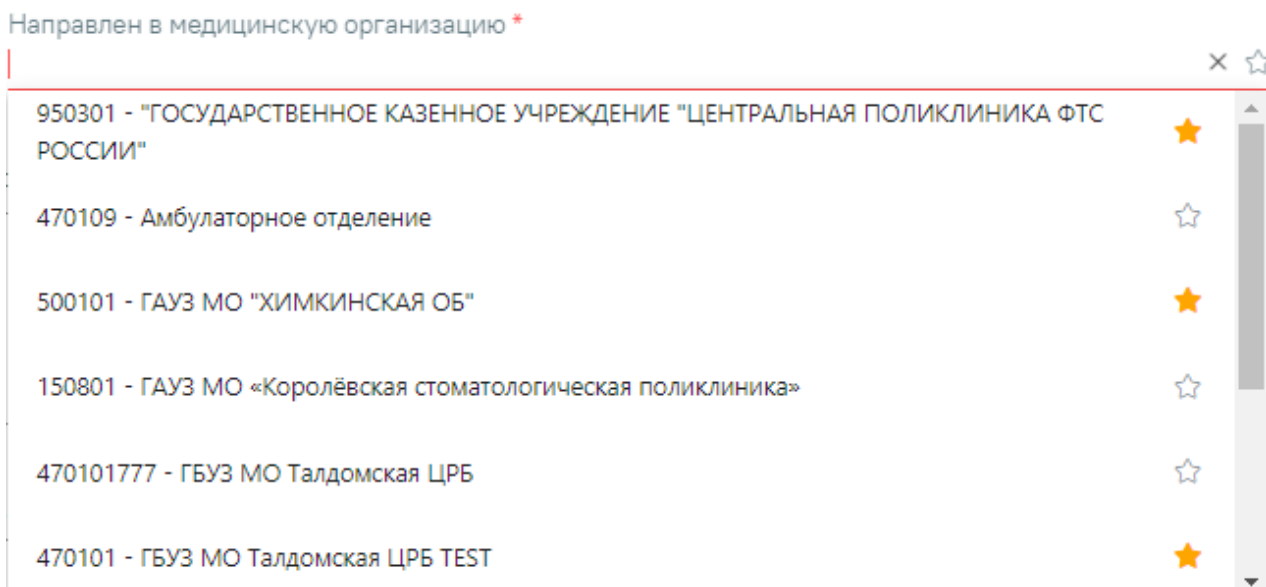 Направлен в медицинскую организацию *
950301 - "ГОСУДАРСТВЕННОЕ КАЗЕННОЕ УЧРЕЖДЕНИЕ "ЦЕНТРАЛЬНАЯ ПОЛИКЛИНИКА ФТС
РОССИИ"
470109 - Амбулаторное отделение
500101 - ГАУЗ МО "ХИМКИНСКАЯ ОБ"
150801 - ГАУЗ МО «Королёвская стоматологическая поликлиника»
470101777 - ГБУЗ МО Талдомская ЦРБ
470101 - ГБУЗ МО Талдомская ЦРБ TEST